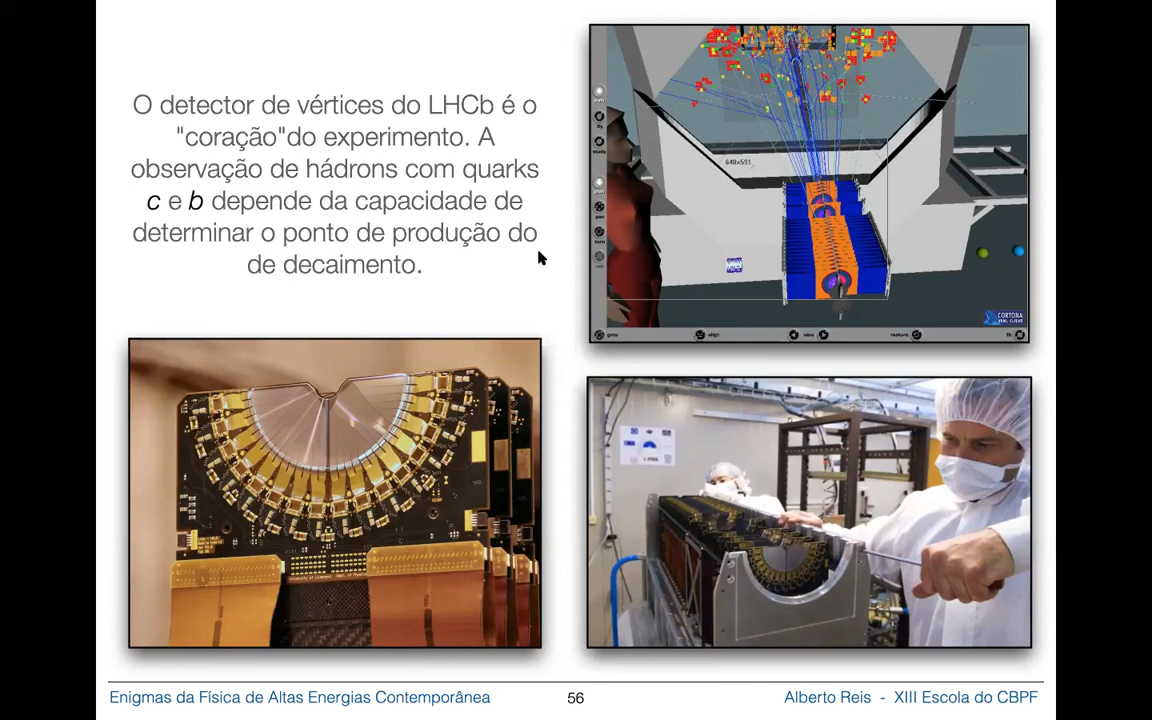 O detector de vértices do LHCb é o
"coração"do experimento. A
observação de hádrons com quarks
c e b depende da capacidade de
determinar o ponto de produção do
de decaimento.
640x531
CORTONA
Enigmas da Física de Altas Energias Contemporânea
56
Alberto Reis - XIII Escola do CBPF